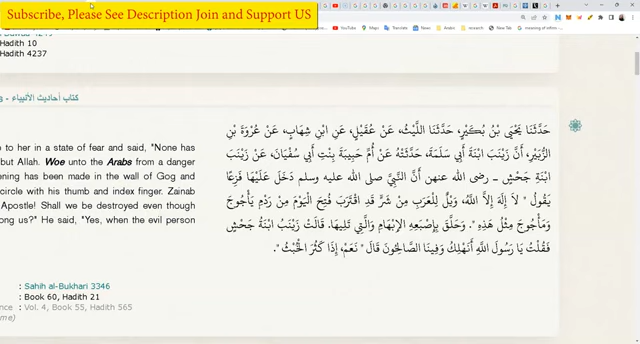 Subscribe, Please See Description Join and Support US
Hadith 10
Hadith 4237
كتاب أحاديث الأنبياء
حَدَّثَنَا يَحْيَى بْنُ بُكَيْرٍ، حَدَّثَنَا اللَّيْثُ، عَنْ عُقَيْلٍ، عَنِ ابْنِ شِهَابٍ، عَنْ عُرْوَةَ بْنِ
الزُّبَيْرِ، أَنَّ زَيْنَبَ ابْنَةَ أَبِي سَلَمَةَ، حَدَّثَتْهُ عَنْ أُمِّ حَبِيبَةَ بِنْتِ أَبِي سُفْيَانَ، عَنْ زَيْنَبَ
ابْنَةِ جَحْشٍ ـ رضى الله عنهن أَنَّ النَّبِيَّ صلى الله عليه وسلم دَخَلَ عَلَيْهَا فَزِعًا
يَقُولُ " لاَ إِلَهَ إِلاَّ اللَّهُ، وَيْلٌ لِلْعَرَبِ مِنْ شَرٍّ قَدِ اقْتَرَبَ فُتِحَ الْيَوْمَ مِنْ رَدْمِ يَأْجُوجَ
وَمَأْجُوجَ مِثْلُ هَذِهِ ". وَحَلَّقَ بِإِصْبَعِهِ الإِبْهَامِ وَالَّتِي تَلِيهَا. قَالَتْ زَيْنَبُ ابْنَةُ جَحْشٍ
فَقُلْتُ يَا رَسُولَ اللَّهِ أَنَهْلِكُ وَفِينَا الصَّالِحُونَ قَالَ " نَعَمْ، إِذَا كَثُرَ الْخُبْثُ ".
e to her in a state of fear and said, "None has
but Allah. Woe unto the Arabs from a danger
ening has been made in the wall of Gog and
circle with his thumb and index finger. Zainab
Apostle! Shall we be destroyed even though
ong us?" He said, "Yes, when the evil person
: Sahih al-Bukhari 3346
: Book 60, Hadith 21
: Vol. 4, Book 55, Hadith 565